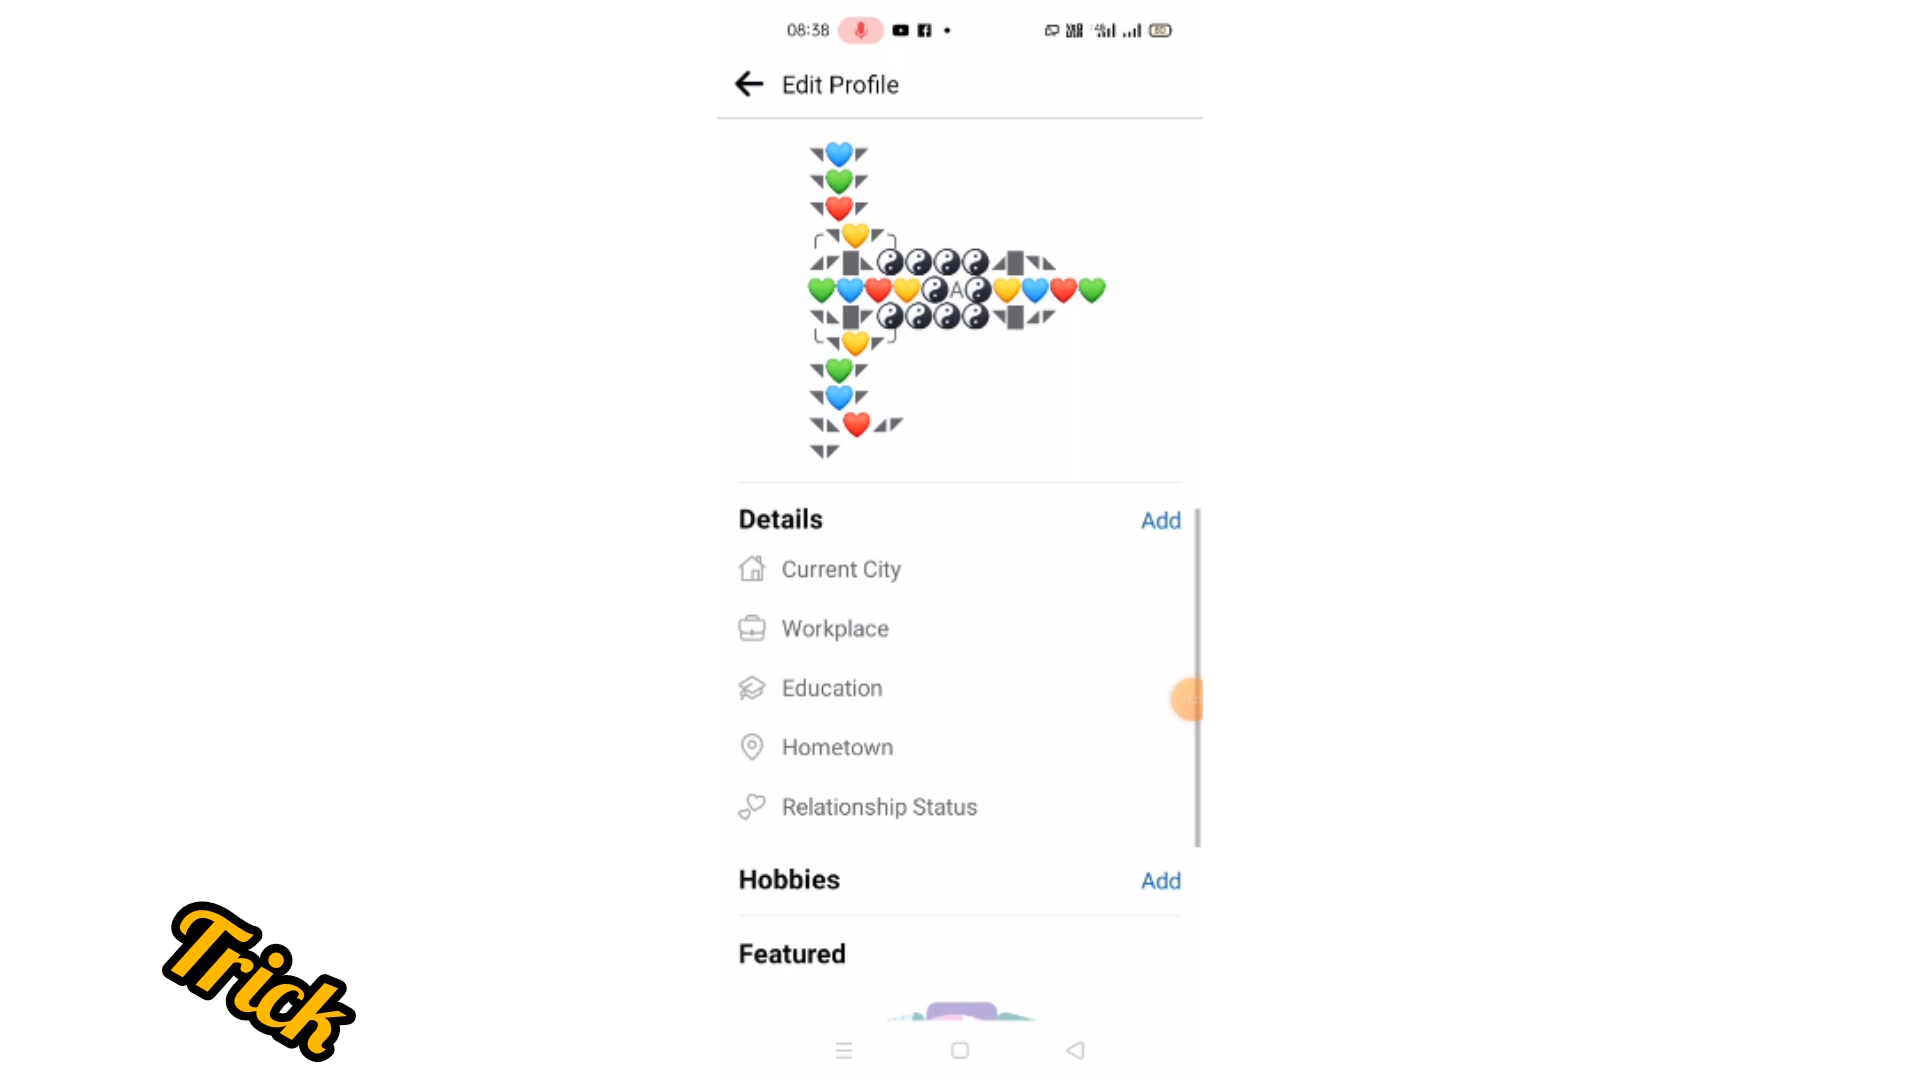 08:38
Edit Profile
◥💙◤
◥💚◤
◥❤️◤
╭◥💛◤╮
◢◤█◣☯☯☯☯◢█◥◣
💚💙❤️💛☯A☯💛💙❤️💚
◥◣█◤☯☯☯☯◥█◢◤
╰◥💛◤╯
◥💚◤
◥💙◤
◥◣❤️◢◤
◥◤
Details Add
Current City
Workplace
Education
Hometown
Relationship Status
Hobbies Add
Featured
Trick